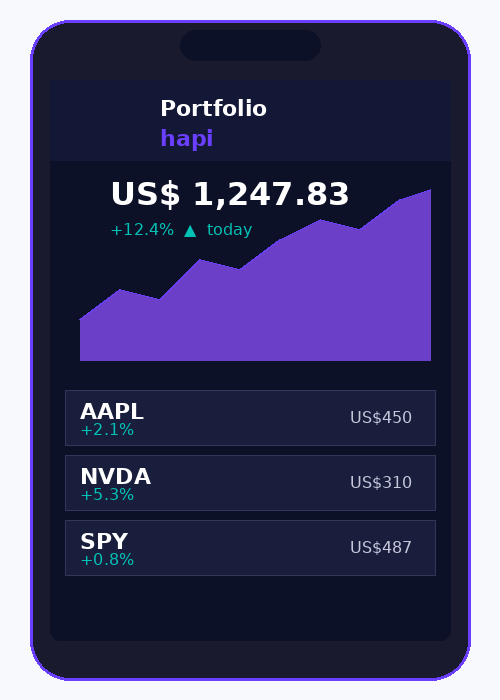 Portfolio
hapi
US$ 1,247.83
+12.4% ▲ today
AAPL
+2.1%
US$450
NVDA
+5.3%
US$310
SPY
+0.8%
US$487